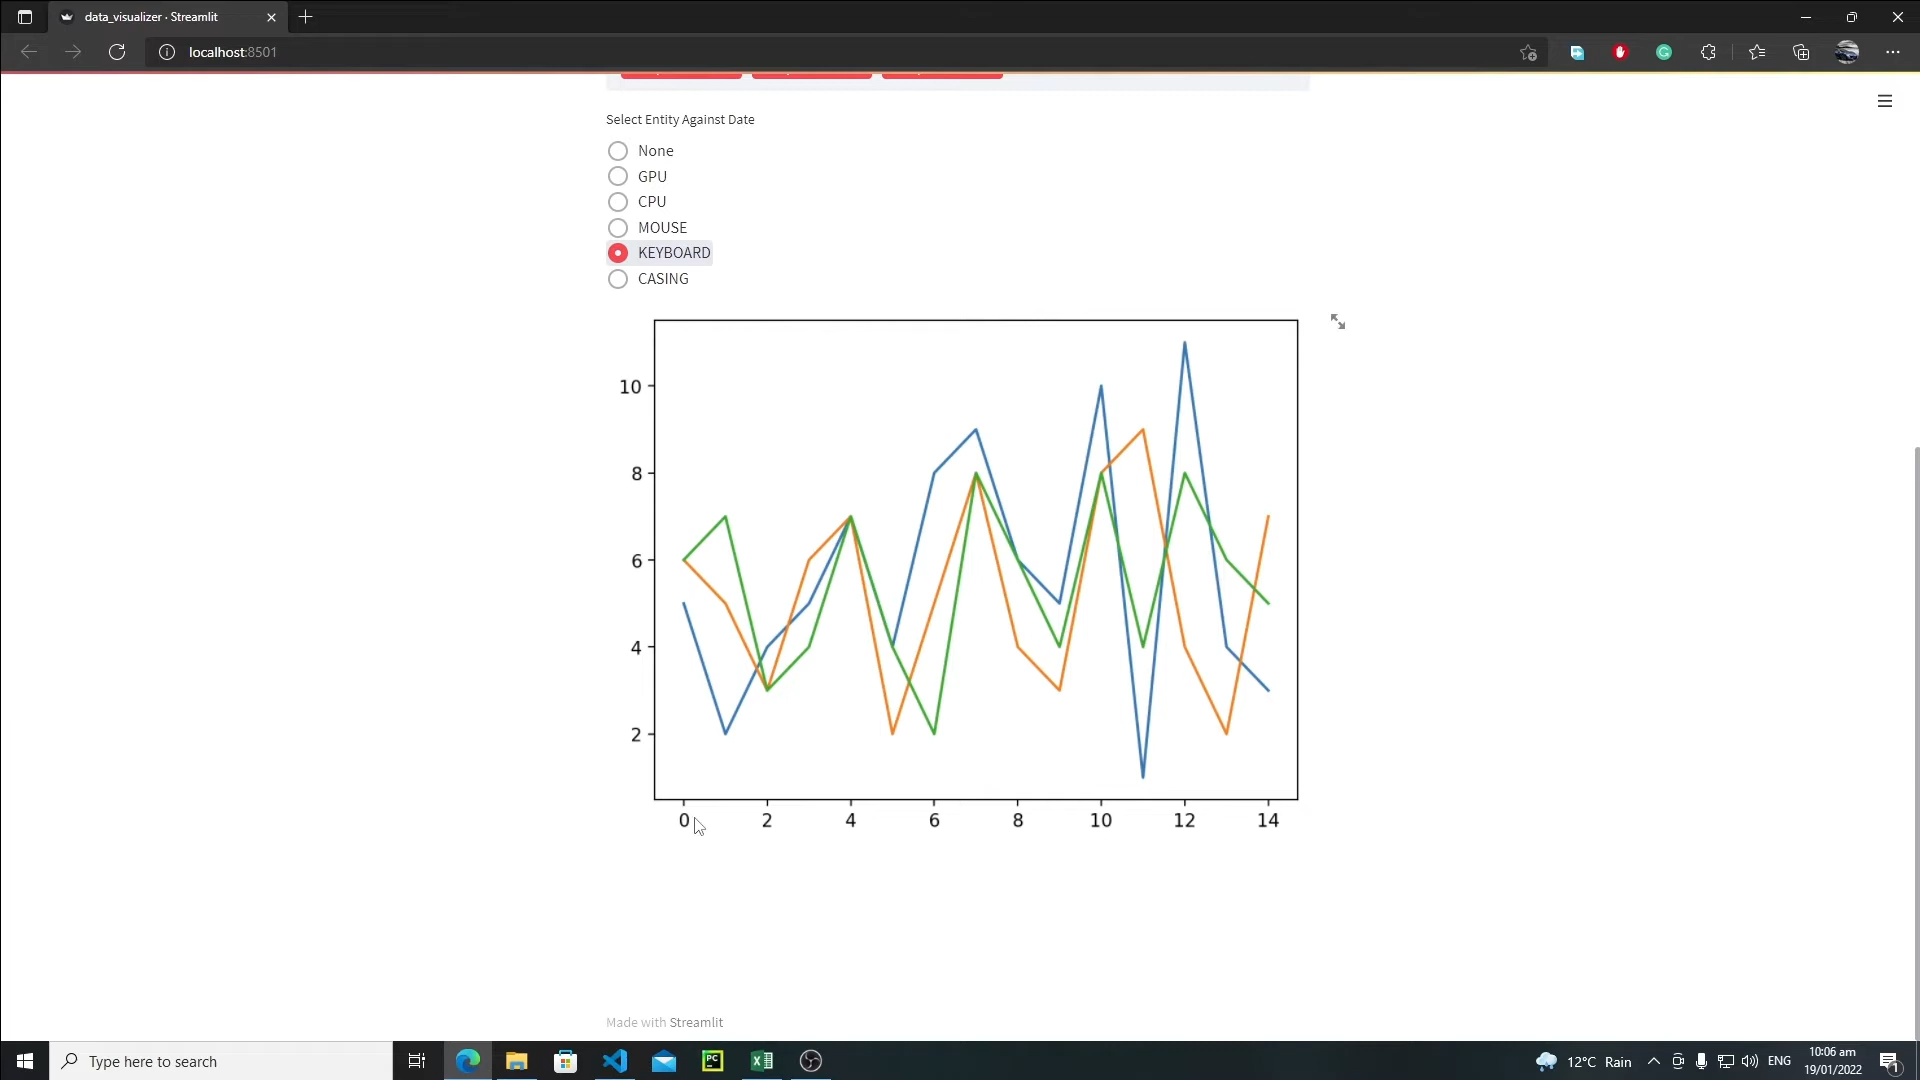 data_visualizer · Streamlit
localhost:8501
Select Entity Against Date
None
GPU
CPU
MOUSE
KEYBOARD
CASING
10
8
6
4
2
0 2 4 6 8 10 12 14
Made with Streamlit
Type here to search
PC
12°C Rain
ENG
10:06 am
19/01/2022
1